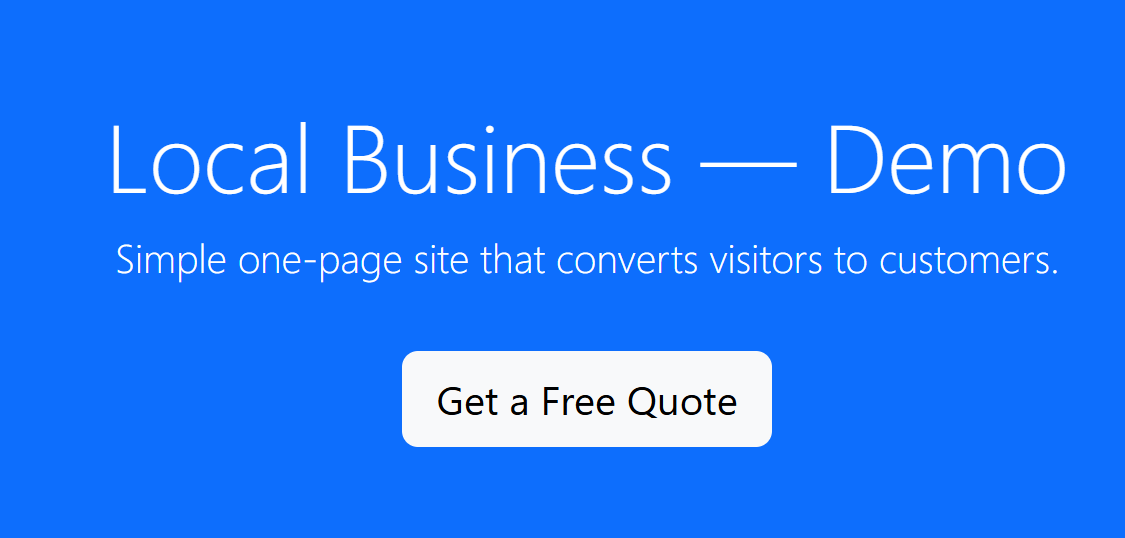 Local Business — Demo
Simple one-page site that converts visitors to customers.
Get a Free Quote